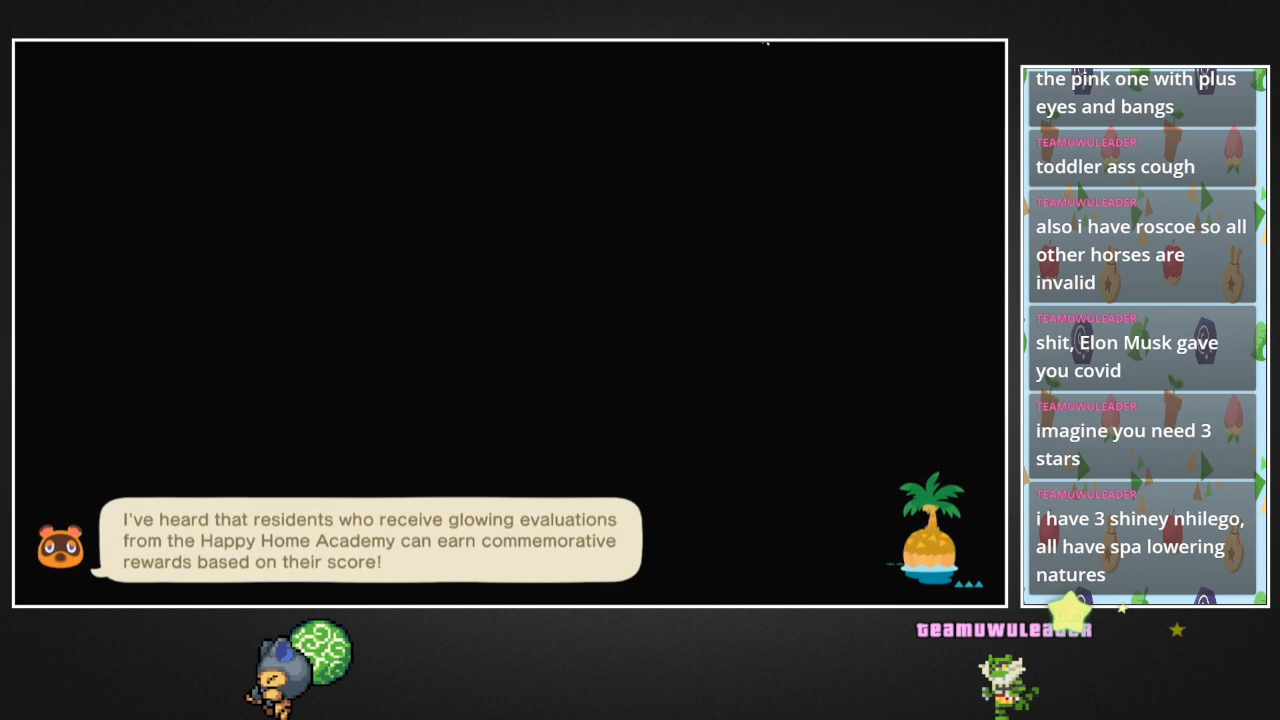 I've heard that residents who receive glowing evaluations
from the Happy Home Academy can earn commemorative
rewards based on their score!
the pink one with plus
eyes and bangs
TEAMUWULEADER
toddler ass cough
TEAMUWULEADER
also i have roscoe so all
other horses are
invalid
TEAMUWULEADER
shit, Elon Musk gave
you covid
TEAMUWULEADER
imagine you need 3
stars
TEAMUWULEADER
i have 3 shiney nhilego,
all have spa lowering
natures
teamuwuleader